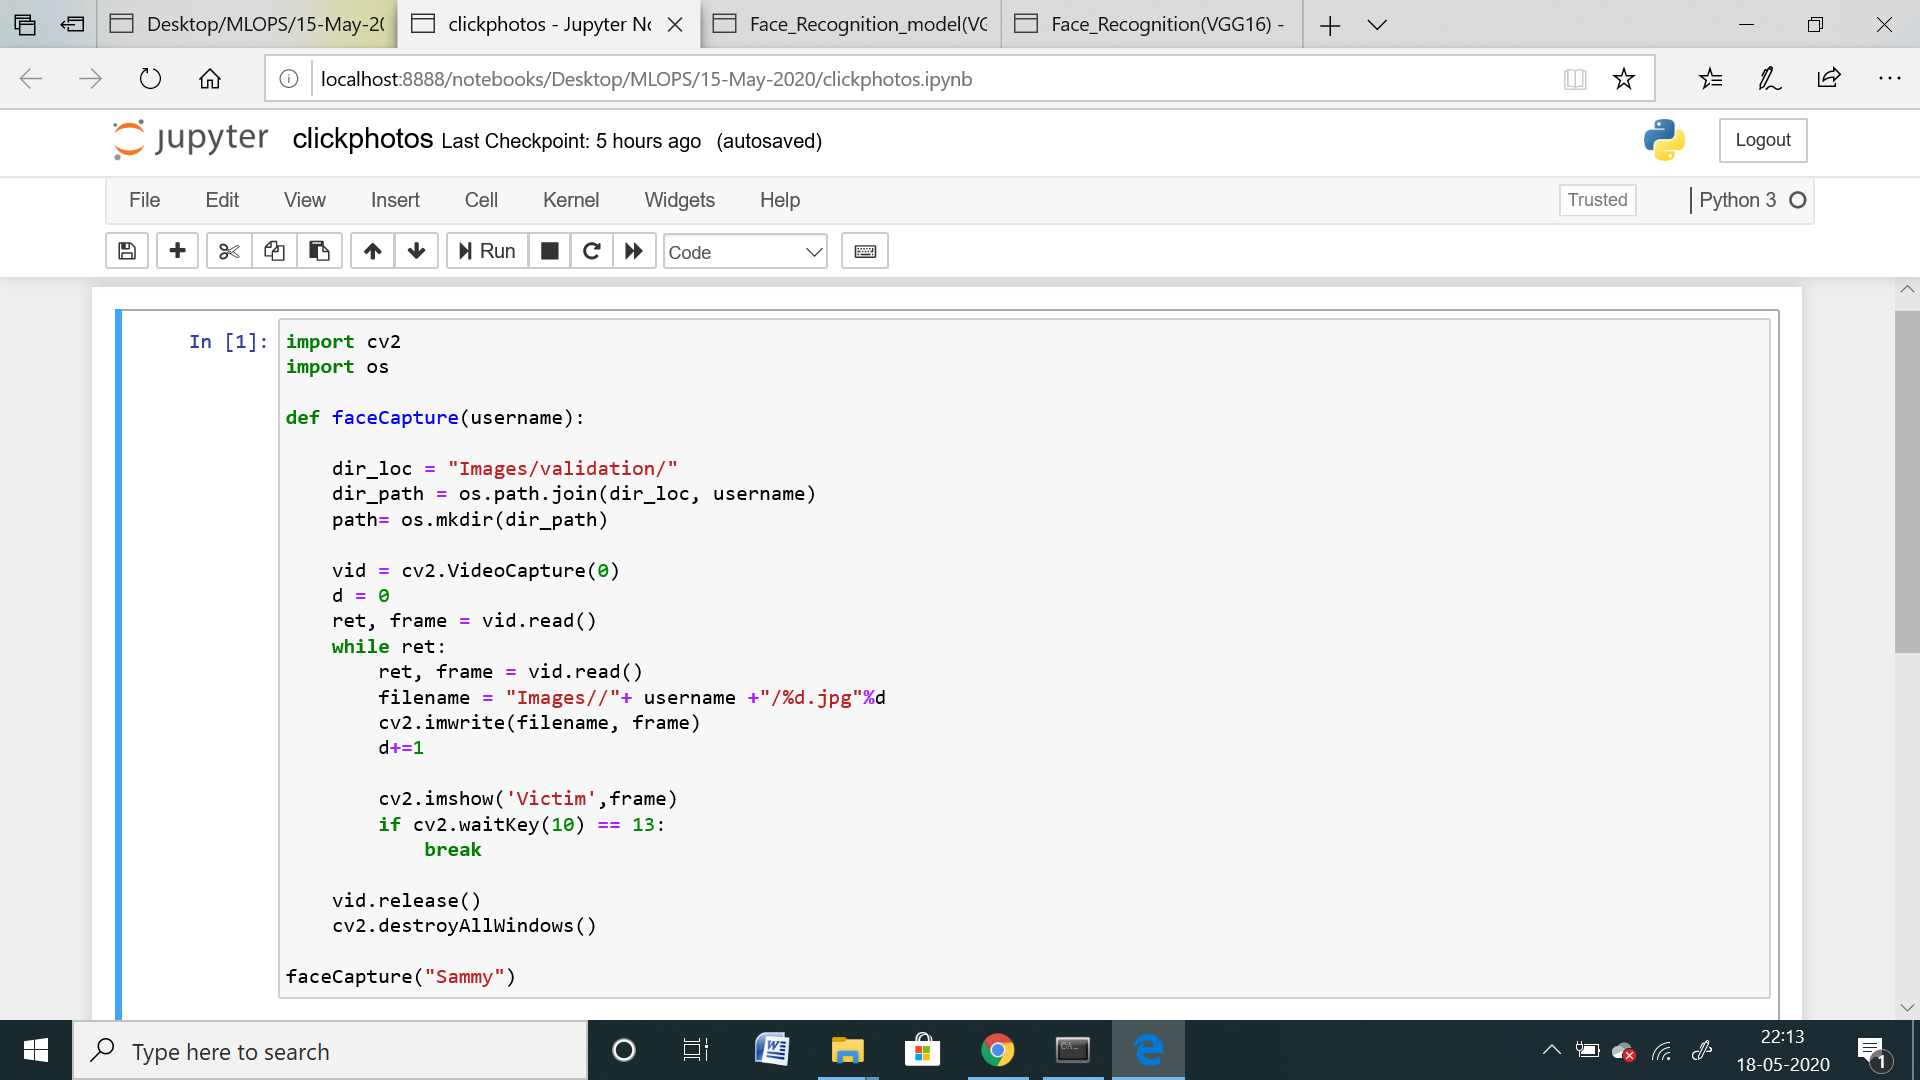 Desktop/MLOPS/15-May-20
clickphotos - Jupyter No
Face_Recognition_model(VG
Face_Recognition(VGG16) -
localhost:8888/notebooks/Desktop/MLOPS/15-May-2020/clickphotos.ipynb
jupyter clickphotos Last Checkpoint: 5 hours ago (autosaved)
Logout
File Edit View Insert Cell Kernel Widgets Help
Trusted
Python 3
Run
Code
In [1]:
import cv2
import os
def faceCapture(username):
    dir_loc = "Images/validation/"
    dir_path = os.path.join(dir_loc, username)
    path= os.mkdir(dir_path)
    vid = cv2.VideoCapture(0)
    d = 0
    ret, frame = vid.read()
    while ret:
        ret, frame = vid.read()
        filename = "Images//"+ username +"/%d.jpg"%d
        cv2.imwrite(filename, frame)
        d+=1
        cv2.imshow('Victim',frame)
        if cv2.waitKey(10) == 13:
            break
    vid.release()
    cv2.destroyAllWindows()
faceCapture("Sammy")
Type here to search
22:13
18-05-2020
1